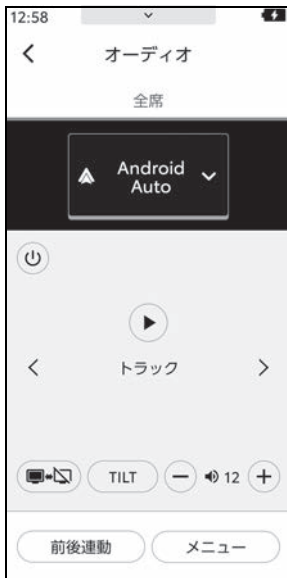 12:58
オーディオ
全席
Android
Auto
トラック
TILT
12
前後連動
メニュー